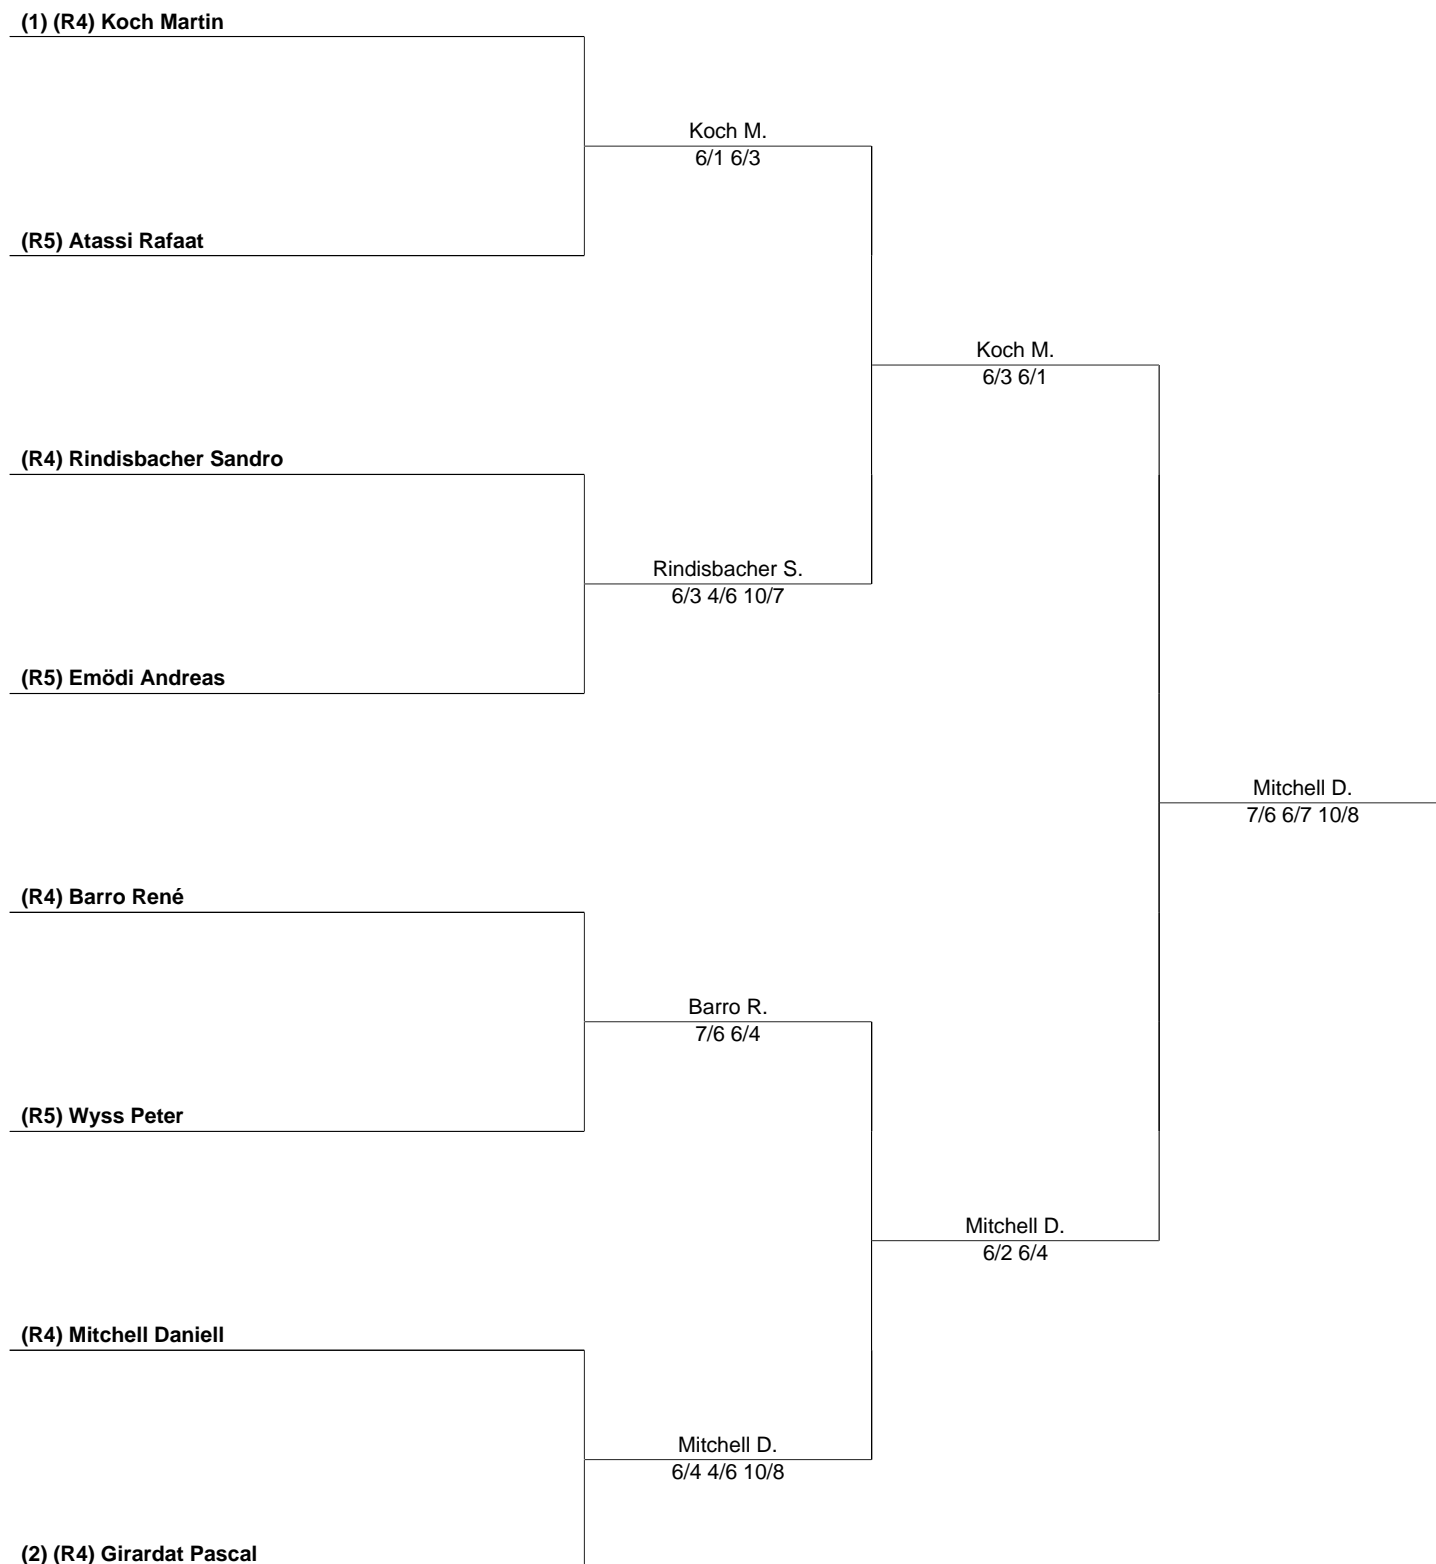 (1) (R4) Koch Martin
Koch M.
6/1 6/3
(R5) Atassi Rafaat
Koch M.
6/3 6/1
(R4) Rindisbacher Sandro
Rindisbacher S.
6/3 4/6 10/7
(R5) Emödi Andreas
Mitchell D.
7/6 6/7 10/8
(R4) Barro René
Barro R.
7/6 6/4
(R5) Wyss Peter
Mitchell D.
6/2 6/4
(R4) Mitchell Daniell
Mitchell D.
6/4 4/6 10/8
(2) (R4) Girardat Pascal